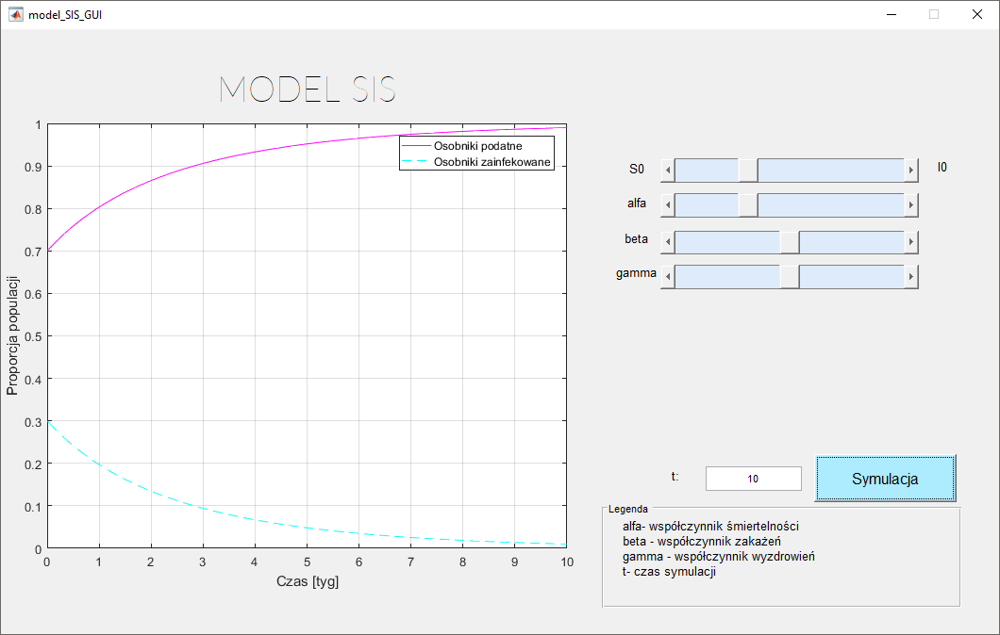 model_SIS_GUI
MODEL SIS
Proporcja populacji
1
0.9
0.8
0.7
0.6
0.5
0.4
0.3
0.2
0.1
0
Osobniki podatne
Osobniki zainfekowane
0 1 2 3 4 5 6 7 8 9 10
Czas [tyg]
S0 I0
alfa
beta
gamma
t: 10 Symulacja
Legenda
alfa- współczynnik śmiertelności
beta - współczynnik zakażeń
gamma - współczynnik wyzdrowień
t- czas symulacji